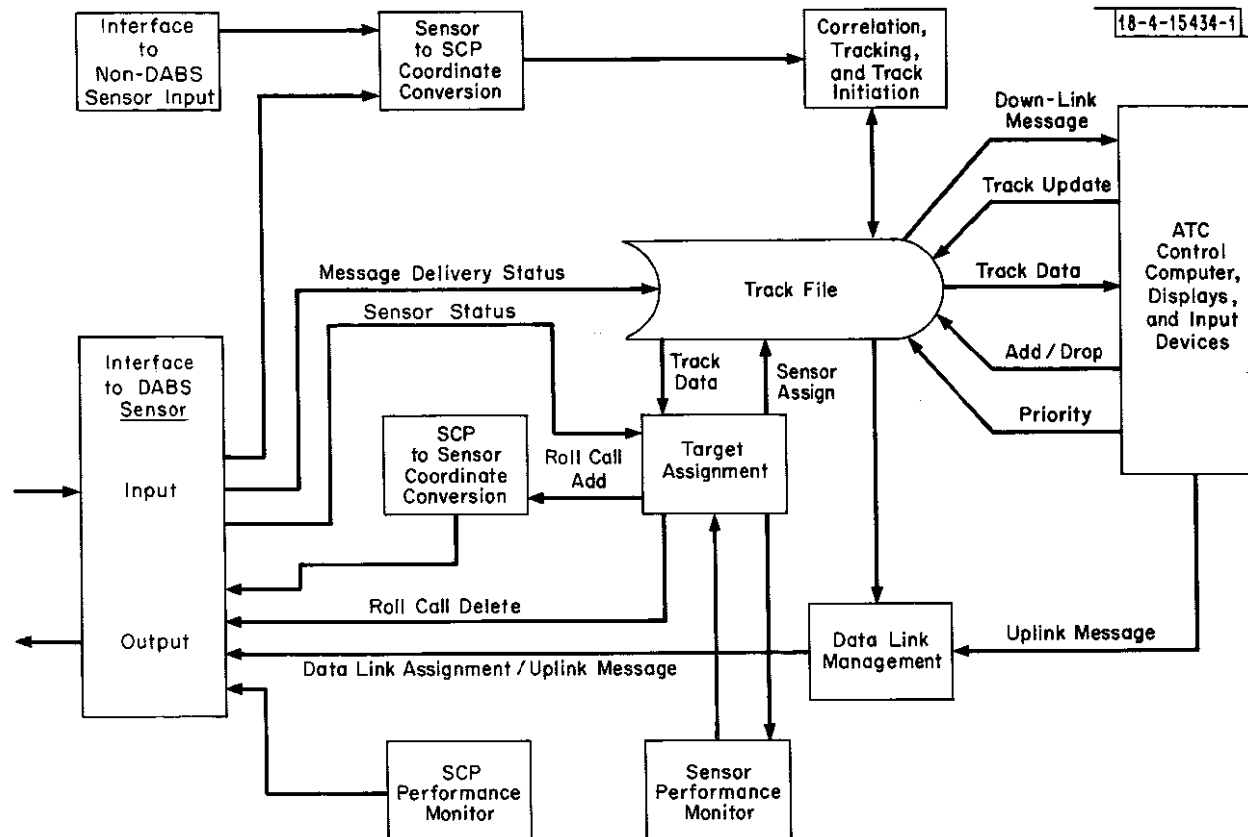 18-4-15434-1
Interface
to
Non-DABS
Sensor Input
Sensor
to SCP
Coordinate
Conversion
Correlation,
Tracking,
and Track
Initiation
Down-Link
Message
Track Update
ATC
Control
Computer,
Displays,
and Input
Devices
Track Data
Add/Drop
Priority
Track File
Message Delivery Status
Sensor Status
Interface
to DABS
Sensor
Input
Output
Track
Data
Sensor
Assign
SCP
to Sensor
Coordinate
Conversion
Roll Call
Add
Target
Assignment
Roll Call Delete
Data Link
Management
Uplink Message
Data Link Assignment/Uplink Message
SCP
Performance
Monitor
Sensor
Performance
Monitor